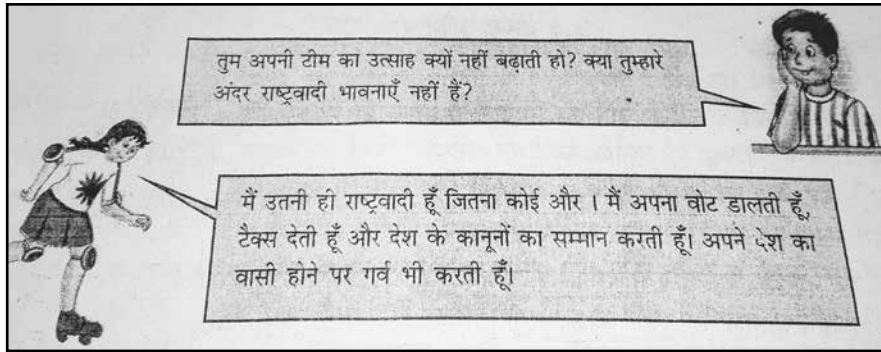 तुम अपनी टीम का उत्साह क्यों नहीं बढ़ाती हो? क्या तुम्हारे
अंदर राष्ट्रवादी भावनाएँ नहीं हैं?
मैं उतनी ही राष्ट्रवादी हूँ जितना कोई और । मैं अपना वोट डालती हूँ,
टैक्स देती हूँ और देश के कानूनों का सम्मान करती हूँ। अपने देश का
वासी होने पर गर्व भी करती हूँ।